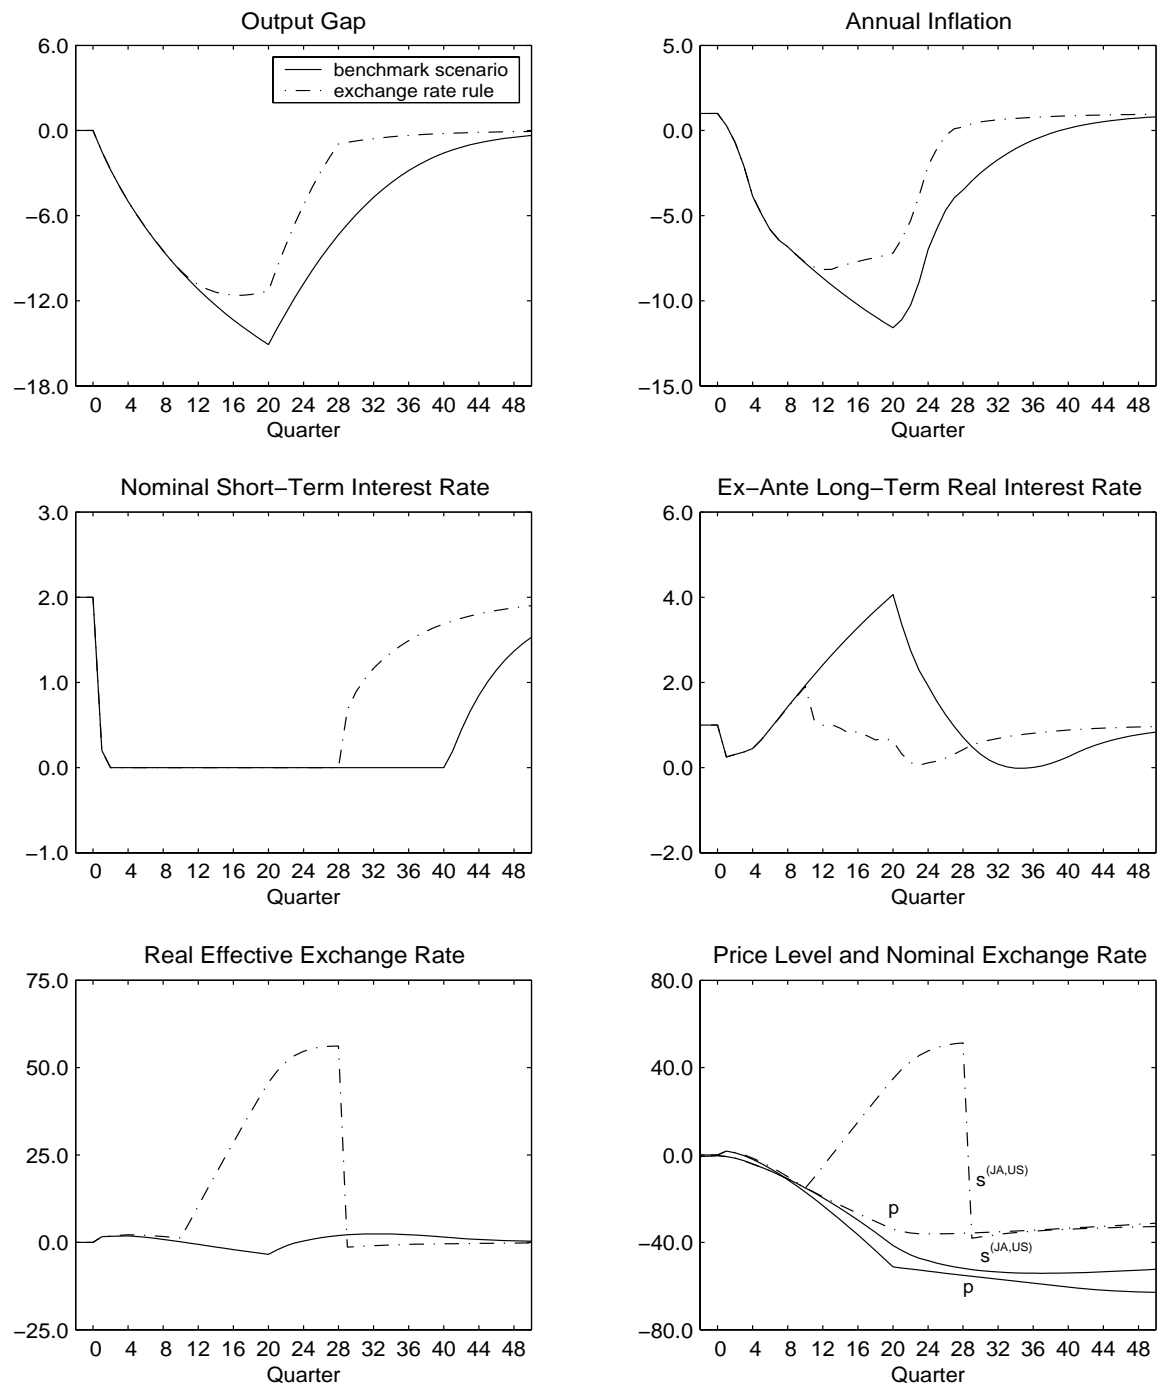 Output Gap
6.0
0.0
−6.0
−12.0
−18.0
benchmark scenario
exchange rate rule
0 4 8 12 16 20 24 28 32 36 40 44 48
Quarter
Annual Inflation
5.0
0.0
−5.0
−10.0
−15.0
0 4 8 12 16 20 24 28 32 36 40 44 48
Quarter
Nominal Short−Term Interest Rate
3.0
2.0
1.0
0.0
−1.0
0 4 8 12 16 20 24 28 32 36 40 44 48
Quarter
Ex−Ante Long−Term Real Interest Rate
6.0
4.0
2.0
0.0
−2.0
0 4 8 12 16 20 24 28 32 36 40 44 48
Quarter
Real Effective Exchange Rate
75.0
50.0
25.0
0.0
−25.0
0 4 8 12 16 20 24 28 32 36 40 44 48
Quarter
Price Level and Nominal Exchange Rate
80.0
40.0
0.0
−40.0
−80.0
s(JA,US)
p
s(JA,US)
p
0 4 8 12 16 20 24 28 32 36 40 44 48
Quarter